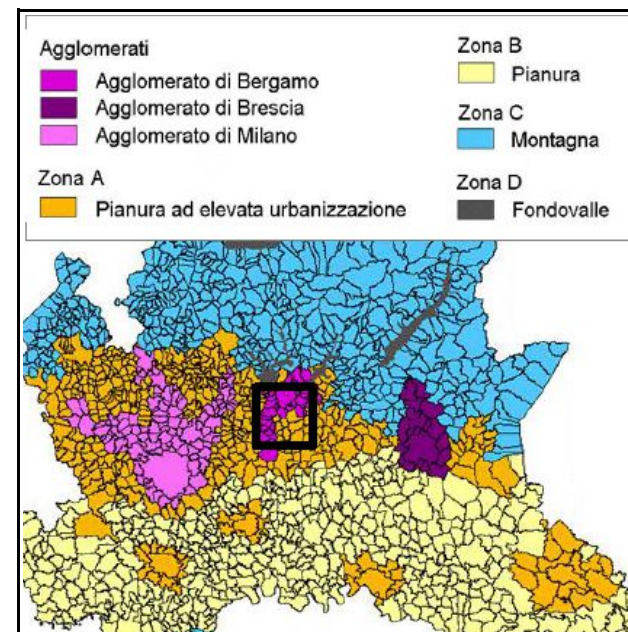 Agglomerati
Agglomerato di Bergamo
Agglomerato di Brescia
Agglomerato di Milano
Zona A
Pianura ad elevata urbanizzazione
Zona B
Pianura
Zona C
Montagna
Zona D
Fondovalle